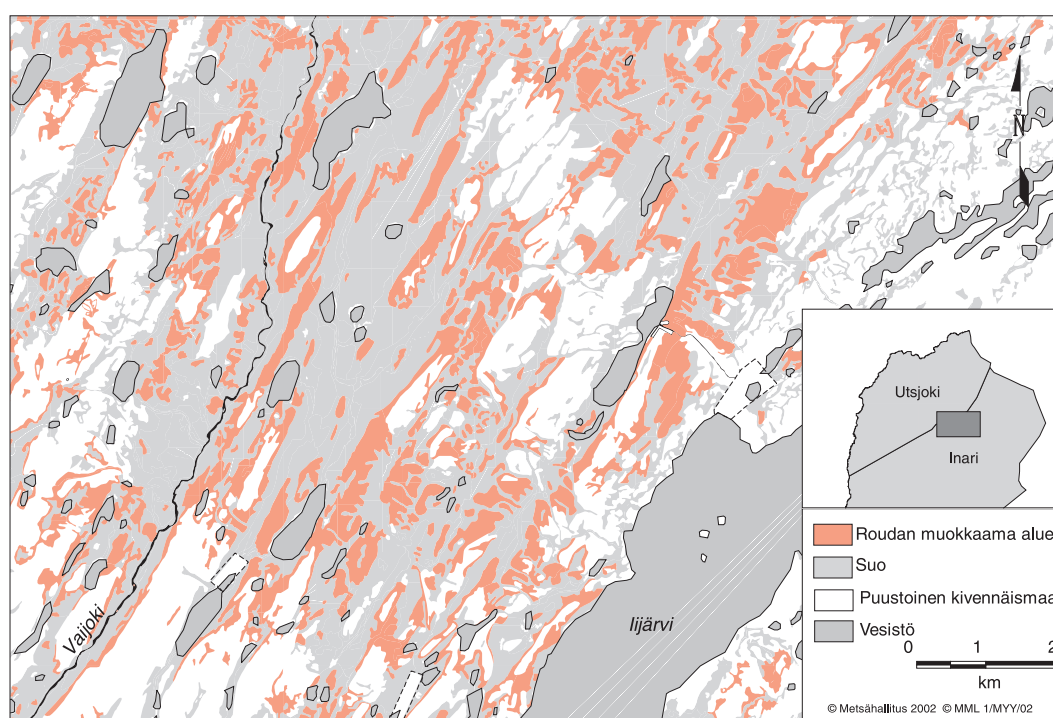 N
Utsjoki
Inari
Roudan muokkaama alue
Suo
Puustoinen kivennäismaa
Vesistö
0 1 2
km
Vaijoki
Iijärvi
© Metsähallitus 2002 © MML 1/MYY/02